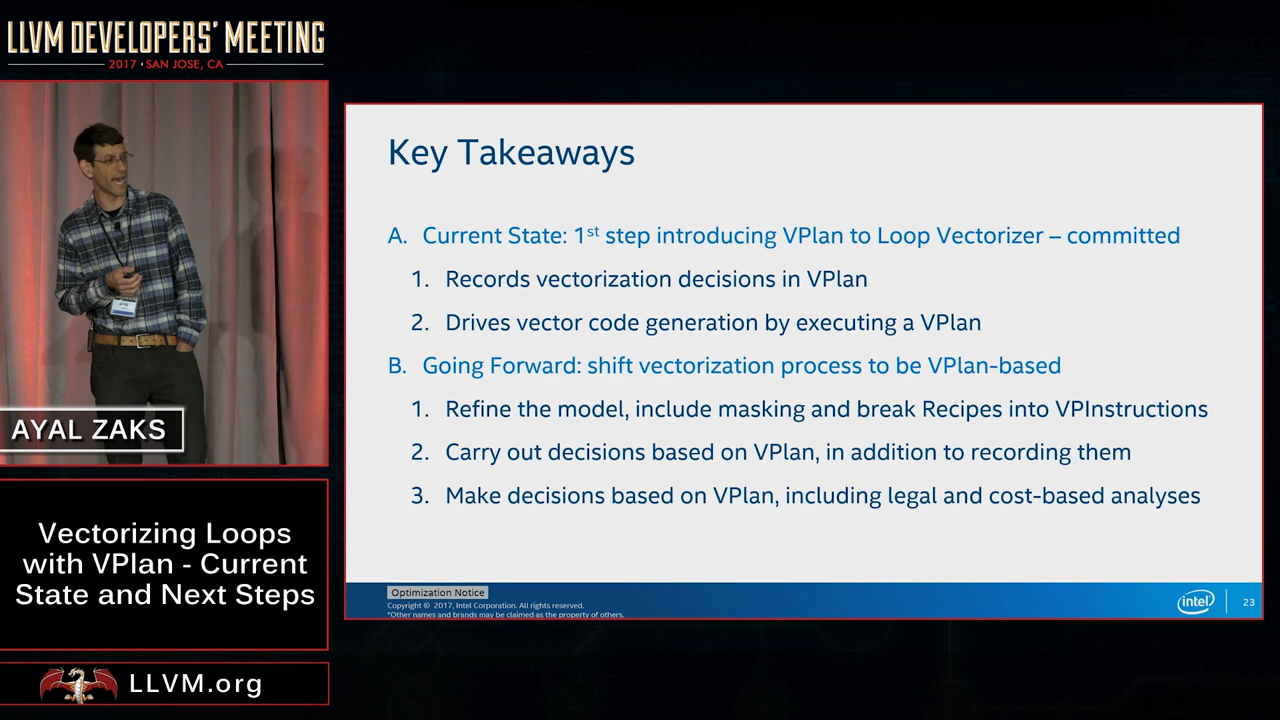 LLVM DEVELOPERS' MEETING
2017 · SAN JOSE, CA
AYAL ZAKS
Vectorizing Loops
with VPlan - Current
State and Next Steps
LLVM.org
Key Takeaways
A. Current State: 1st step introducing VPlan to Loop Vectorizer – committed
1. Records vectorization decisions in VPlan
2. Drives vector code generation by executing a VPlan
B. Going Forward: shift vectorization process to be VPlan-based
1. Refine the model, include masking and break Recipes into VPInstructions
2. Carry out decisions based on VPlan, in addition to recording them
3. Make decisions based on VPlan, including legal and cost-based analyses
Optimization Notice
Copyright © 2017, Intel Corporation. All rights reserved.
*Other names and brands may be claimed as the property of others.
intel
23